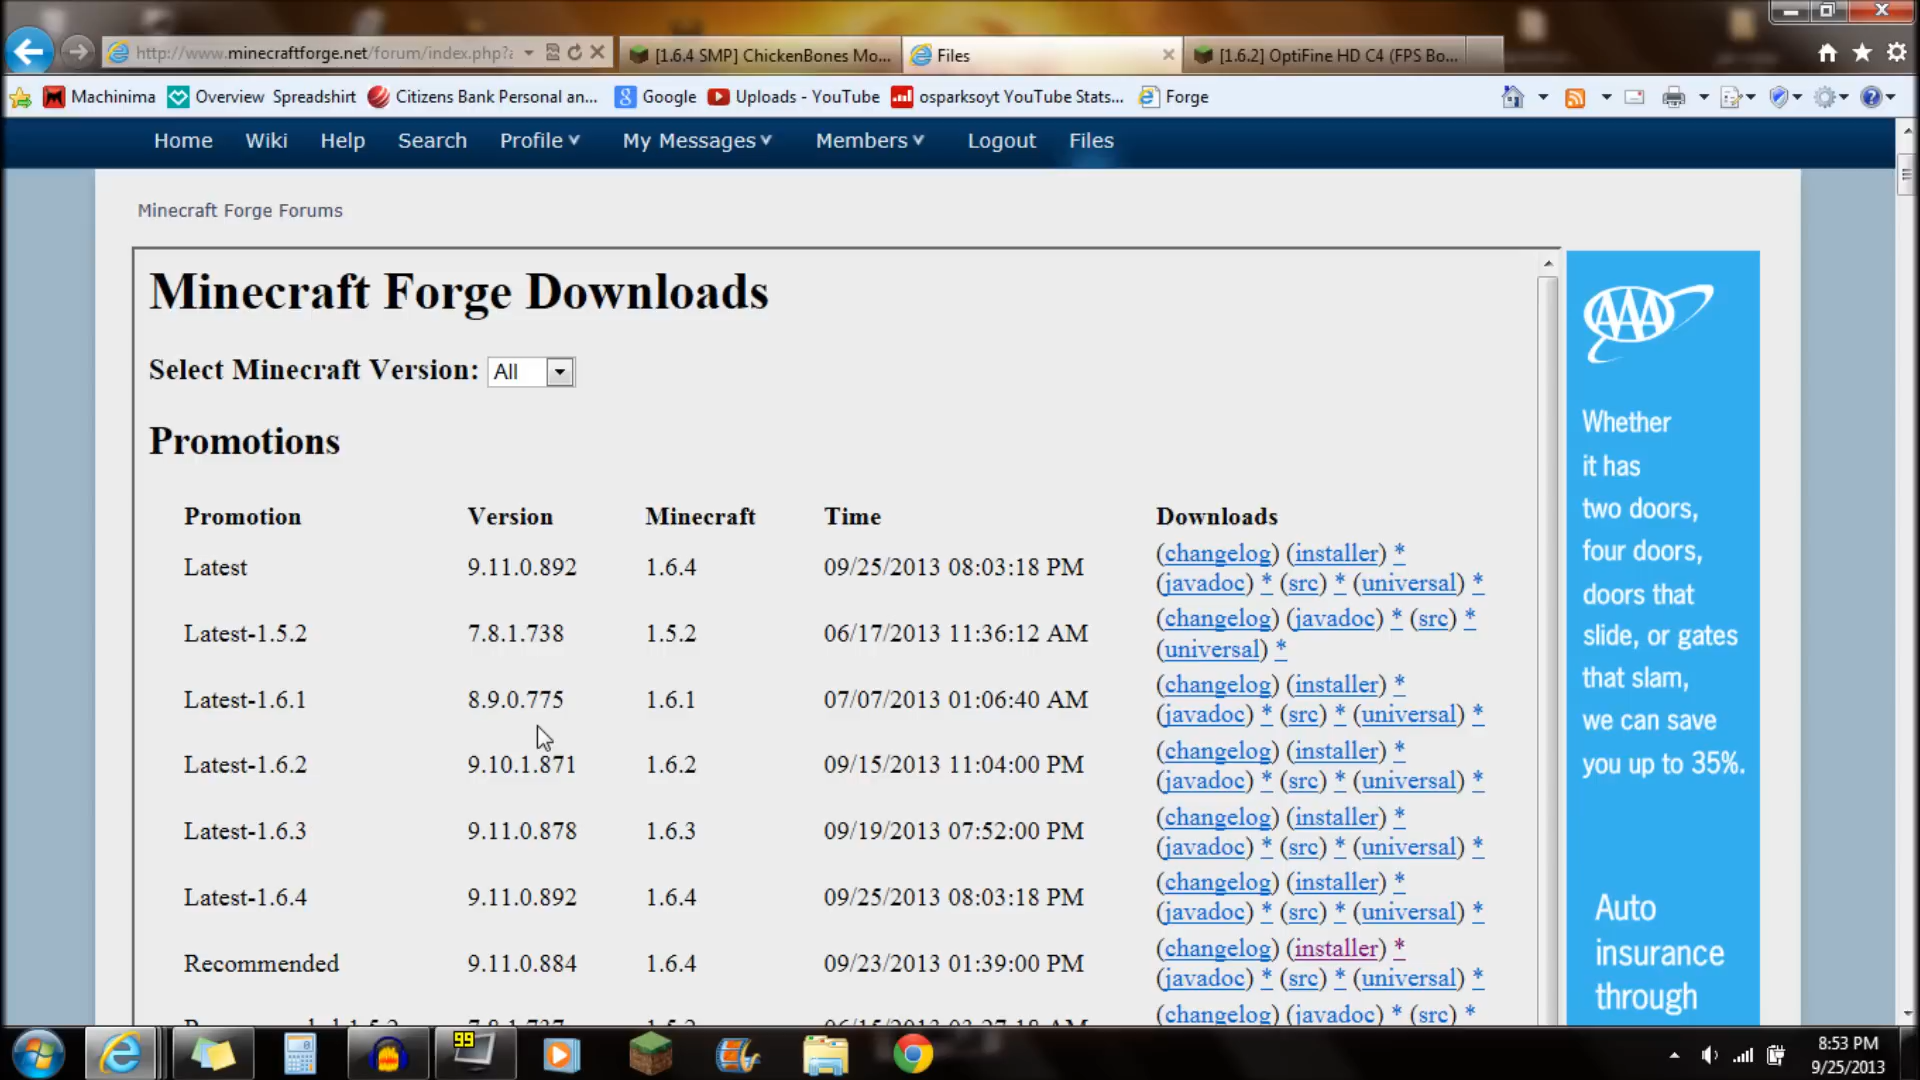 http://www.minecraftforge.net/forum/index.php?a
[1.6.4 SMP] ChickenBones Mo...
Files
[1.6.2] OptiFine HD C4 (FPS Bo...
Machinima
Overview Spreadshirt
Citizens Bank Personal an...
Google
Uploads - YouTube
osparksoyt YouTube Stats...
Forge
Home Wiki Help Search Profile My Messages Members Logout Files
Minecraft Forge Forums
Minecraft Forge Downloads
Select Minecraft Version: All
Promotions
Promotion Version Minecraft Time Downloads
Latest 9.11.0.892 1.6.4 09/25/2013 08:03:18 PM (changelog) (installer) *
(javadoc) * (src) * (universal) *
Latest-1.5.2 7.8.1.738 1.5.2 06/17/2013 11:36:12 AM (changelog) (javadoc) * (src) *
(universal) *
Latest-1.6.1 8.9.0.775 1.6.1 07/07/2013 01:06:40 AM (changelog) (installer) *
(javadoc) * (src) * (universal) *
Latest-1.6.2 9.10.1.871 1.6.2 09/15/2013 11:04:00 PM (changelog) (installer) *
(javadoc) * (src) * (universal) *
Latest-1.6.3 9.11.0.878 1.6.3 09/19/2013 07:52:00 PM (changelog) (installer) *
(javadoc) * (src) * (universal) *
Latest-1.6.4 9.11.0.892 1.6.4 09/25/2013 08:03:18 PM (changelog) (installer) *
(javadoc) * (src) * (universal) *
Recommended 9.11.0.884 1.6.4 09/23/2013 01:39:00 PM (changelog) (installer) *
(javadoc) * (src) * (universal) *
(changelog) (javadoc) * (src) *
AAA
Whether
it has
two doors,
four doors,
doors that
slide, or gates
that slam,
we can save
you up to 35%.
Auto
insurance
through
99
8:53 PM
9/25/2013